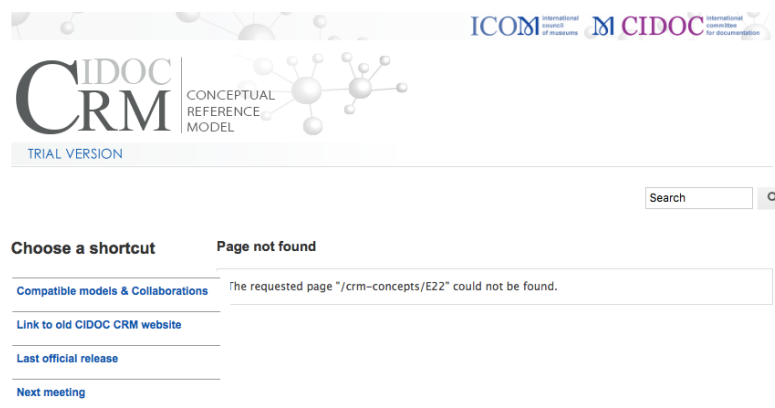 ICOM international council of museums CIDOC international committee for documentation
CIDOC CRM CONCEPTUAL REFERENCE MODEL
TRIAL VERSION
Search
Choose a shortcut
Compatible models & Collaborations
Link to old CIDOC CRM website
Last official release
Next meeting
Page not found
The requested page "/crm-concepts/E22" could not be found.